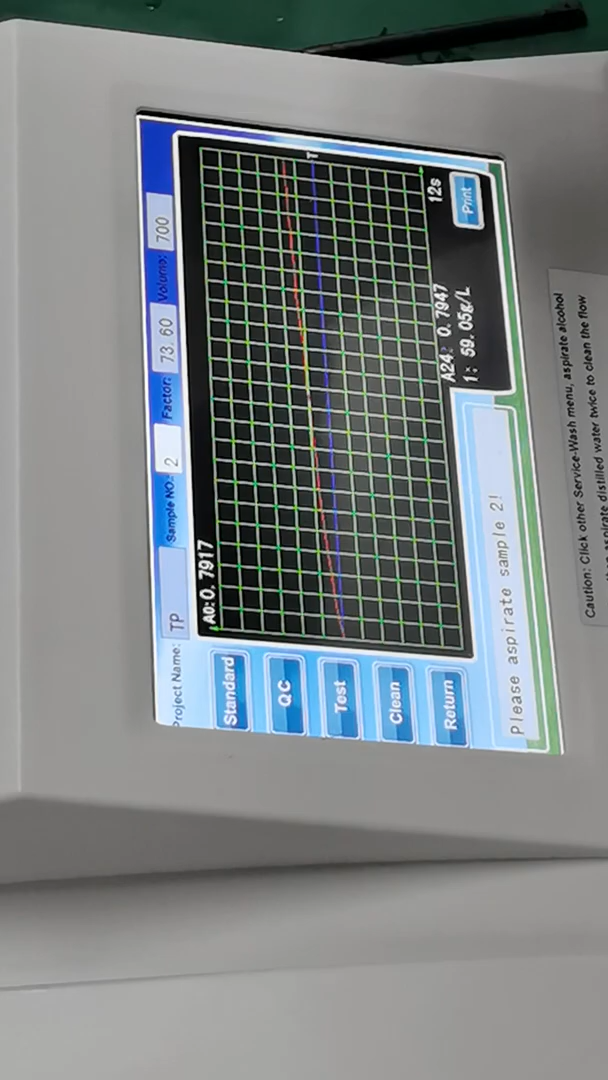 Project Name: TP Sample NO.: 2 Factor: 73.60 Volume: 700
Standard
QC
Test
Clean
Return
A0:0.7917
T
12s
A24: 0.7947
1: 59.05g/L
Print
Please aspirate sample 2!
Caution: Click other Service-Wash menu, aspirate alcohol
aspirate distilled water twice to clean the flow